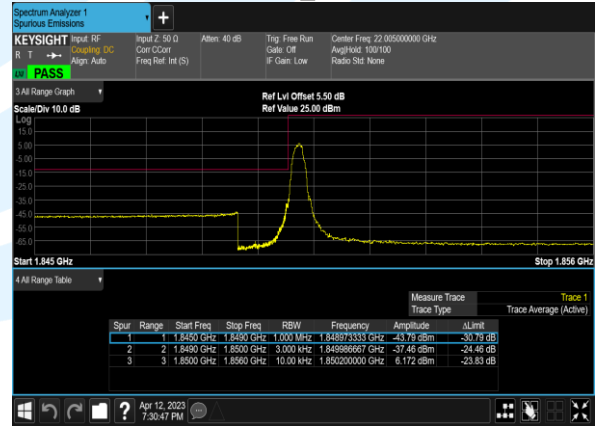 Spectrum Analyzer 1
Spurious Emissions
KEYSIGHT Input: RF Input Z: 50 Ω Atten: 40 dB Trig: Free Run Center Freq: 22.005000000 GHz
R T Coupling: DC Corr CCorr Gate: Off Avg|Hold: 100/100
Align: Auto Freq Ref: Int (S) IF Gain: Low Radio Std: None
PASS
3 All Range Graph
Ref Lvl Offset 5.50 dB
Scale/Div 10.0 dB Ref Value 25.00 dBm
Log
15.0
5.00
-5.00
-15.0
-25.0
-35.0
-45.0
-55.0
-65.0
Start 1.845 GHz Stop 1.856 GHz
4 All Range Table
Measure Trace Trace 1
Trace Type Trace Average (Active)
Spur Range Start Freq Stop Freq RBW Frequency Amplitude ΔLimit
1 1 1.8450 GHz 1.8490 GHz 1.000 MHz 1.848973333 GHz -43.79 dBm -30.79 dB
2 2 1.8490 GHz 1.8500 GHz 3.000 kHz 1.849986667 GHz -37.46 dBm -24.46 dB
3 3 1.8500 GHz 1.8560 GHz 10.00 kHz 1.850200000 GHz 6.172 dBm -23.83 dB
? Apr 12, 2023
7:30:47 PM